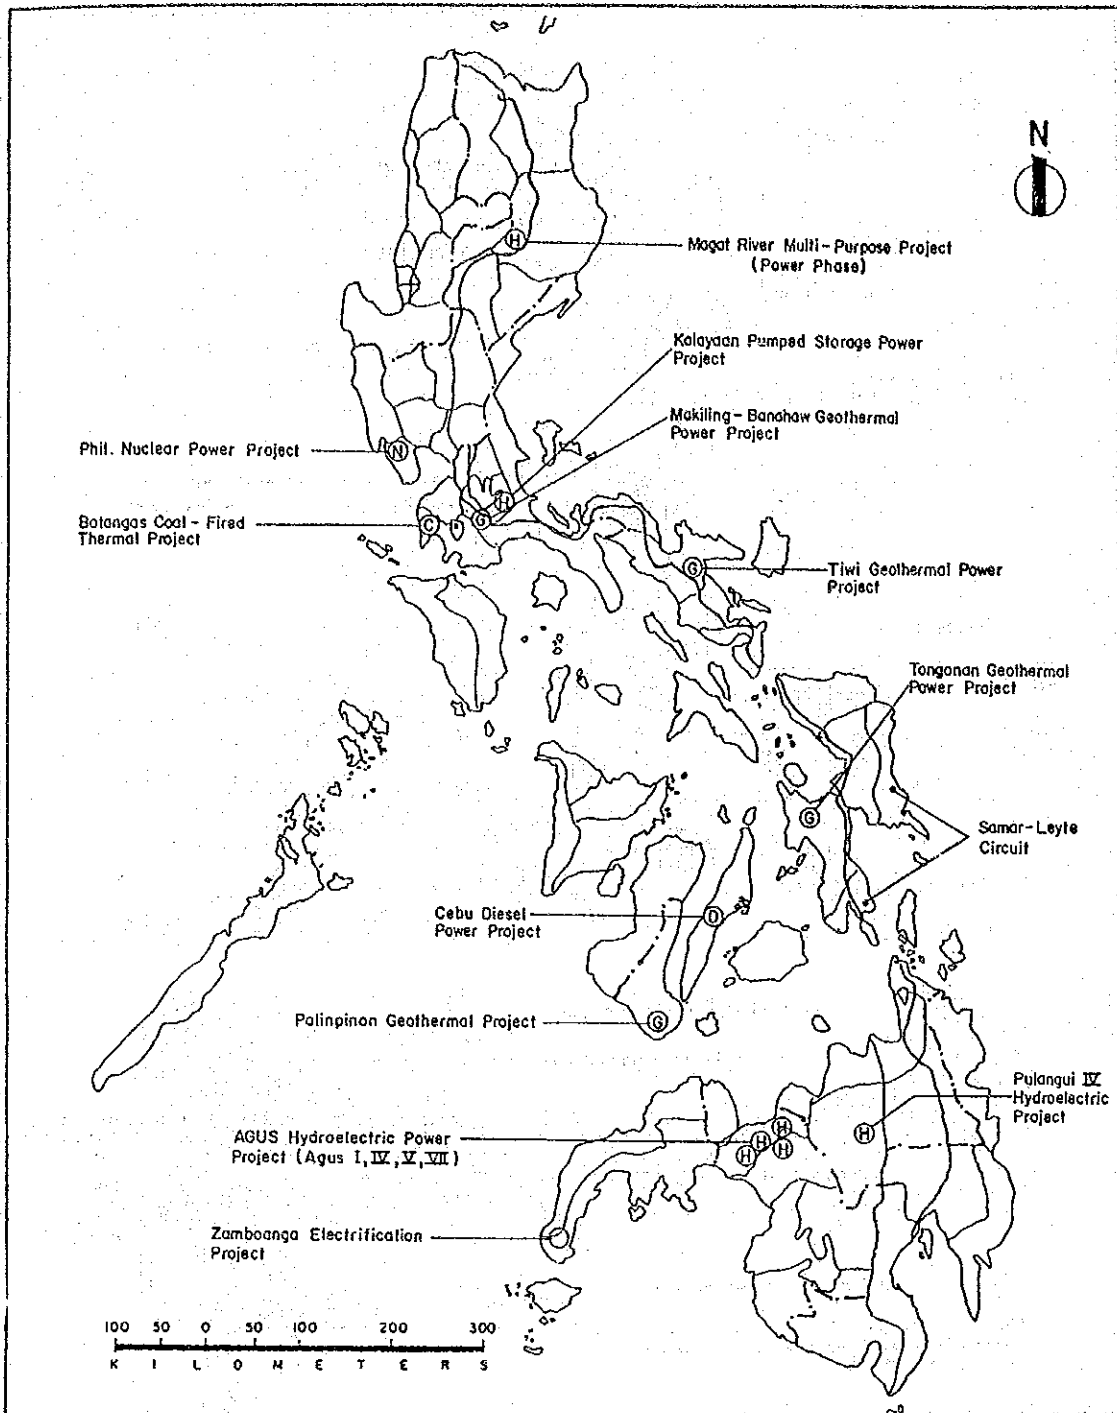 N
H
Magat River Multi-Purpose Project
(Power Phase)
Kalayaan Pumped Storage Power
Project
Makiling-Banahaw Geothermal
Power Project
Phil. Nuclear Power Project
N
H
Batangas Coal-Fired
Thermal Project
C
G
G
Tiwi Geothermal Power
Project
Tongonan Geothermal
Power Project
G
Samar-Leyte
Circuit
Cebu Diesel
Power Project
D
Palinpinon Geothermal Project
G
Pulangui IV
Hydroelectric
Project
AGUS Hydroelectric Power
Project (Agus I, IV, V, VII)
H
H
H
H
H
Zamboanga Electrification
Project
100 50 0 50 100 200 300
KILOMETERS